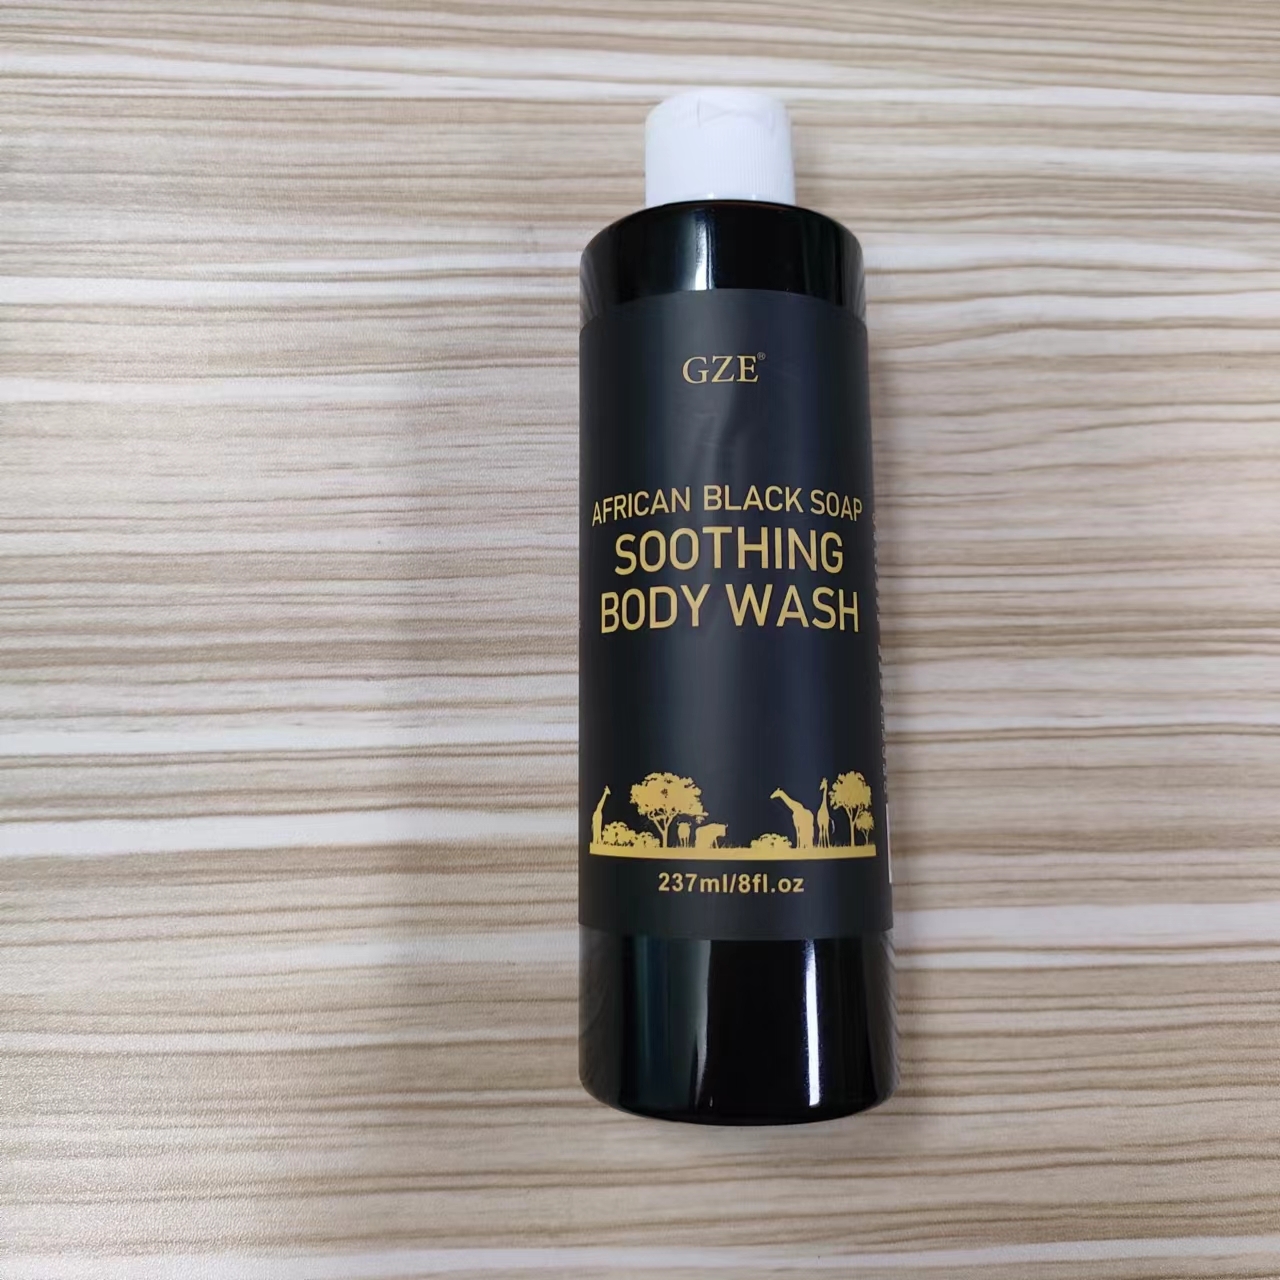 GZE®
AFRICAN BLACK SOAP
SOOTHING
BODY WASH
237ml/8fl.oz